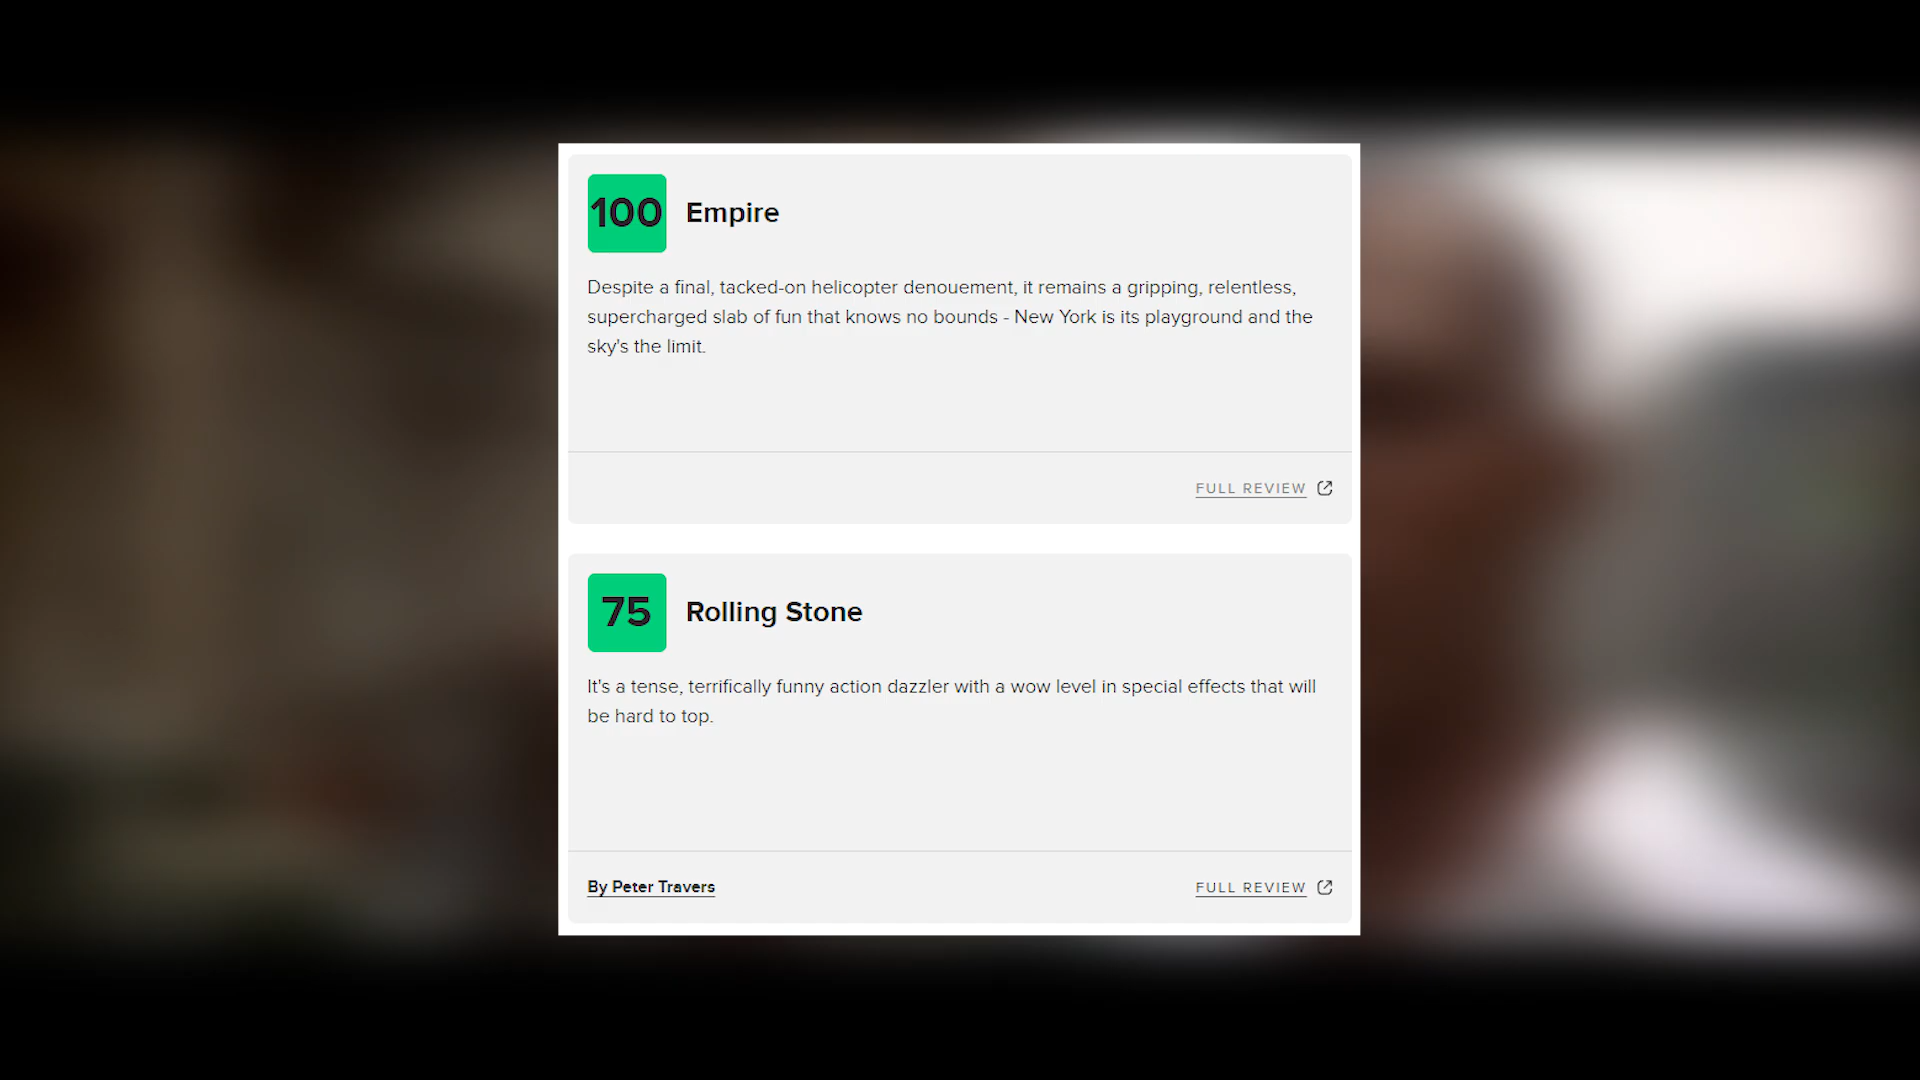 100 Empire
Despite a final, tacked-on helicopter denouement, it remains a gripping, relentless,
supercharged slab of fun that knows no bounds - New York is its playground and the
sky's the limit.
FULL REVIEW
75 Rolling Stone
It's a tense, terrifically funny action dazzler with a wow level in special effects that will
be hard to top.
By Peter Travers FULL REVIEW